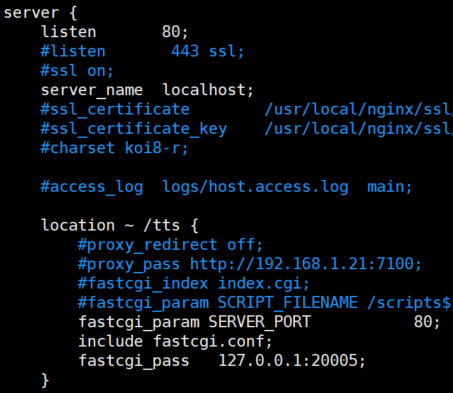 server {
    listen       80;
    #listen       443 ssl;
    #ssl on;
    server_name  localhost;
    #ssl_certificate        /usr/local/nginx/ssl/
    #ssl_certificate_key    /usr/local/nginx/ssl/
    #charset koi8-r;

    #access_log  logs/host.access.log  main;

    location ~ /tts {
        #proxy_redirect off;
        #proxy_pass http://192.168.1.21:7100;
        #fastcgi_index index.cgi;
        #fastcgi_param SCRIPT_FILENAME /scripts$
        fastcgi_param SERVER_PORT           80;
        include fastcgi.conf;
        fastcgi_pass   127.0.0.1:20005;
    }